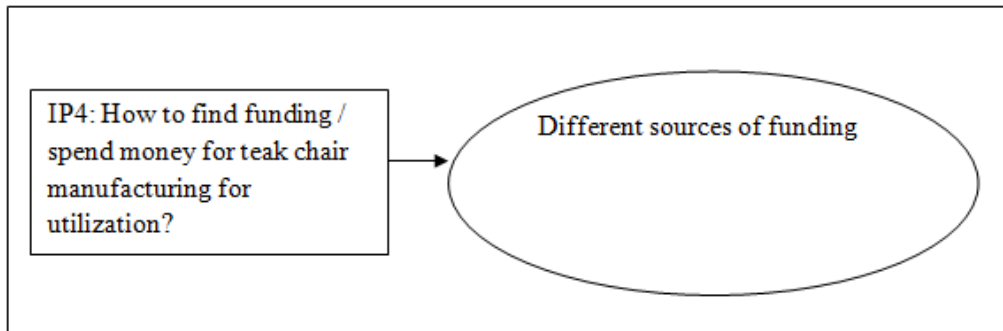 IP4: How to find funding /
spend money for teak chair
manufacturing for
utilization?
Different sources of funding